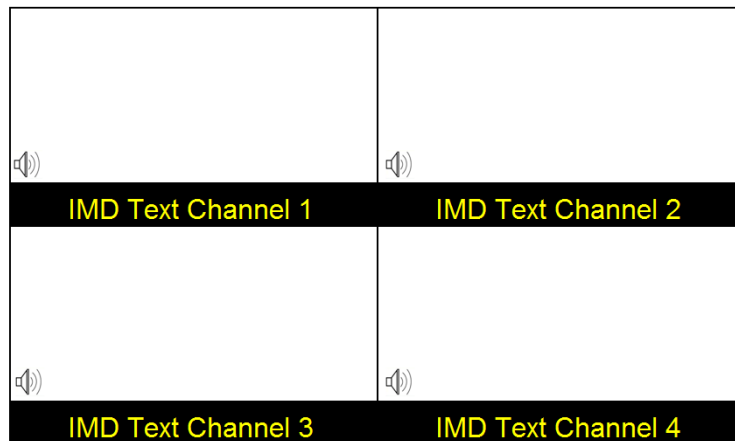 IMD Text Channel 1
IMD Text Channel 2
IMD Text Channel 3
IMD Text Channel 4